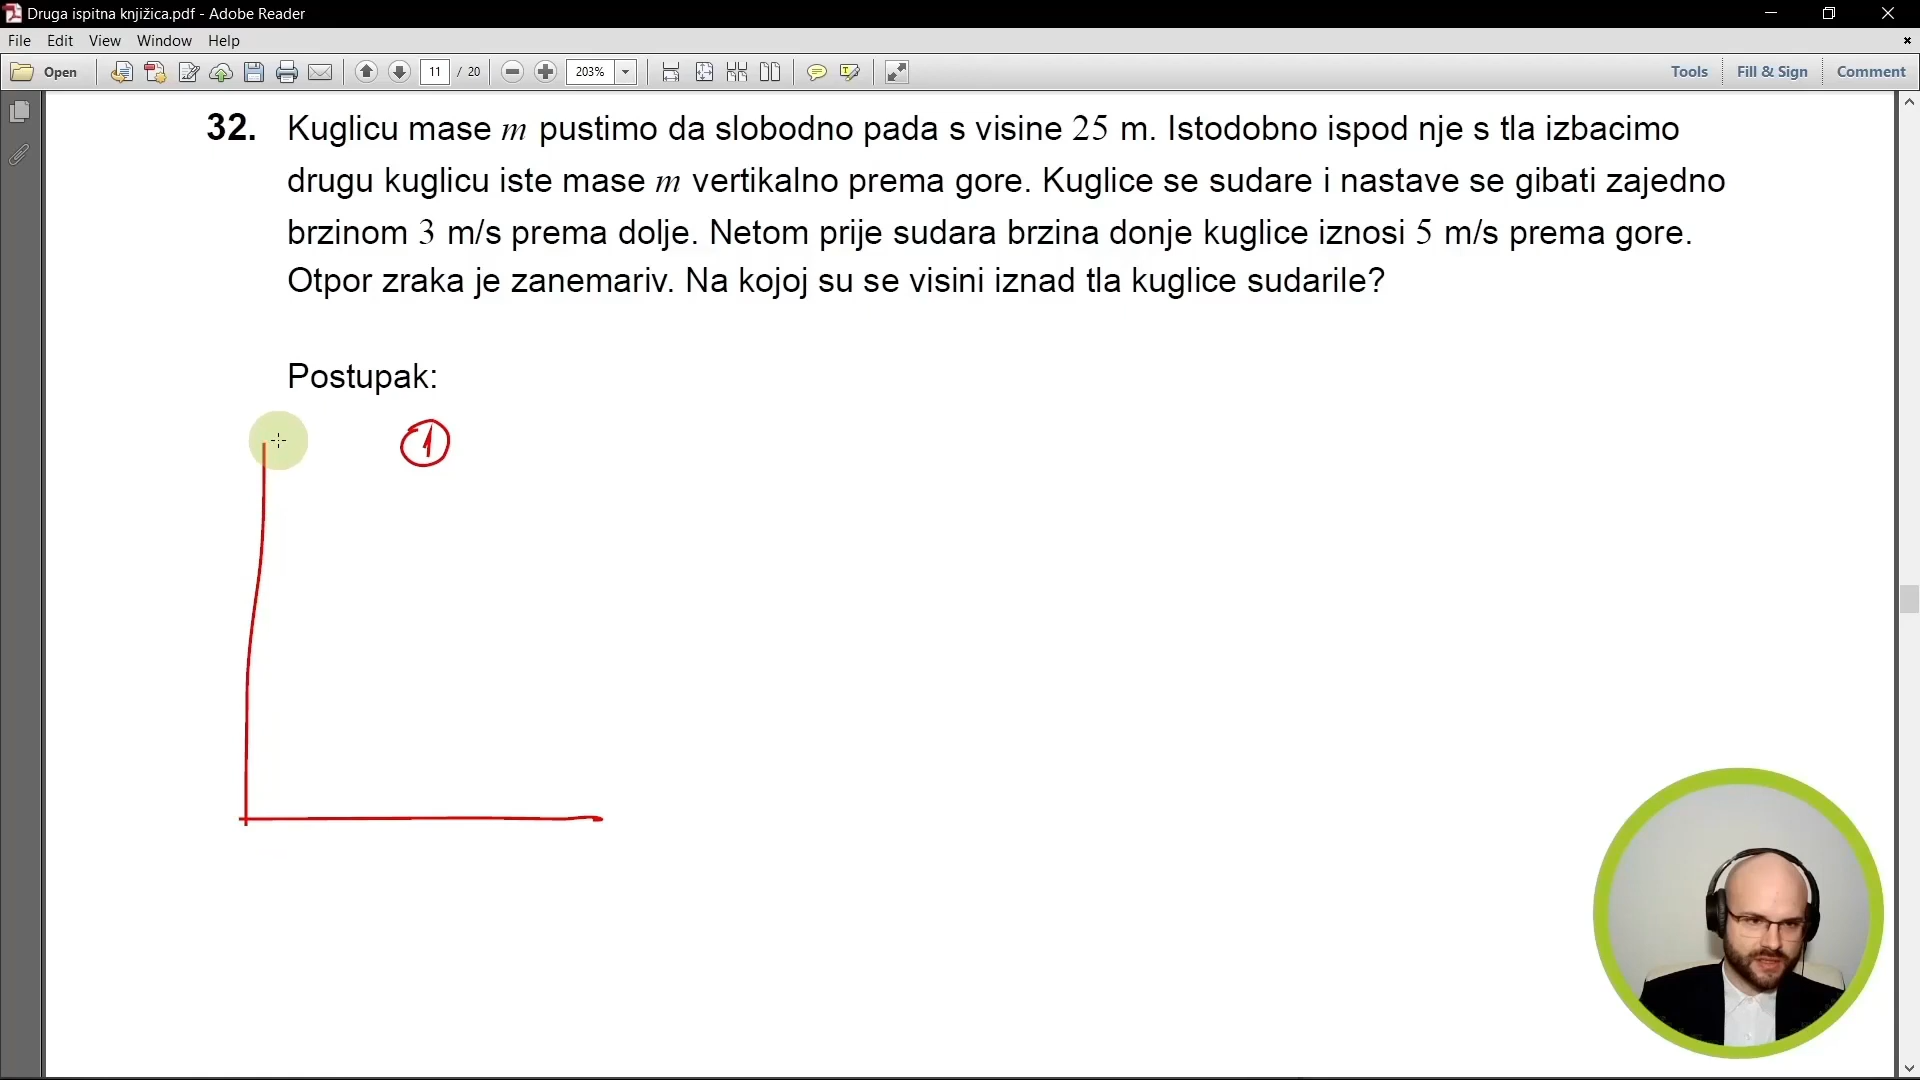 Druga ispitna knjižica.pdf - Adobe Reader
File Edit View Window Help
Open 11 / 20 203% Tools Fill & Sign Comment
32. Kuglicu mase m pustimo da slobodno pada s visine 25 m. Istodobno ispod nje s tla izbacimo
drugu kuglicu iste mase m vertikalno prema gore. Kuglice se sudare i nastave se gibati zajedno
brzinom 3 m/s prema dolje. Netom prije sudara brzina donje kuglice iznosi 5 m/s prema gore.
Otpor zraka je zanemariv. Na kojoj su se visini iznad tla kuglice sudarile?
Postupak:
1